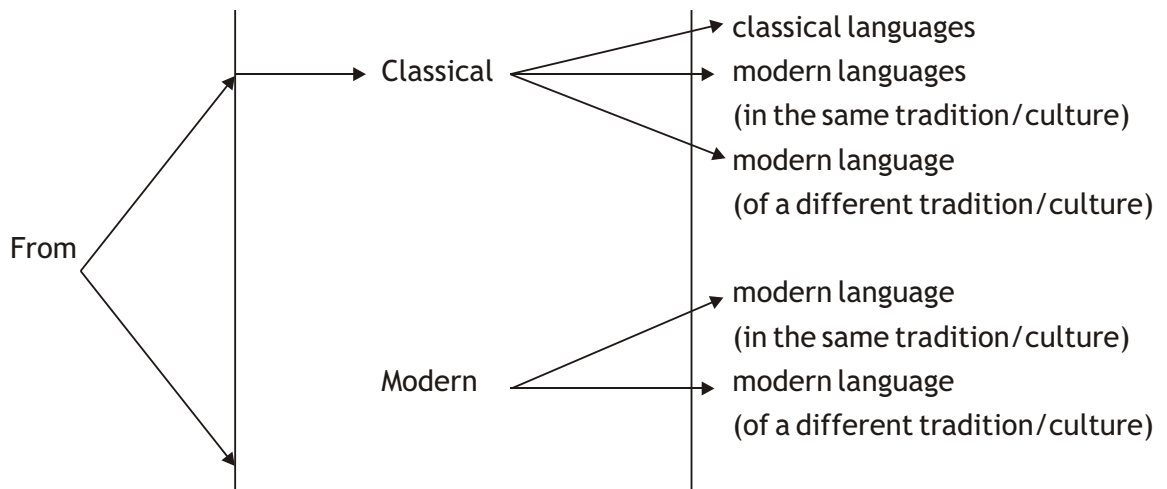 From
Classical
classical languages
modern languages
(in the same tradition/culture)
modern language
(of a different tradition/culture)
Modern
modern language
(in the same tradition/culture)
modern language
(of a different tradition/culture)